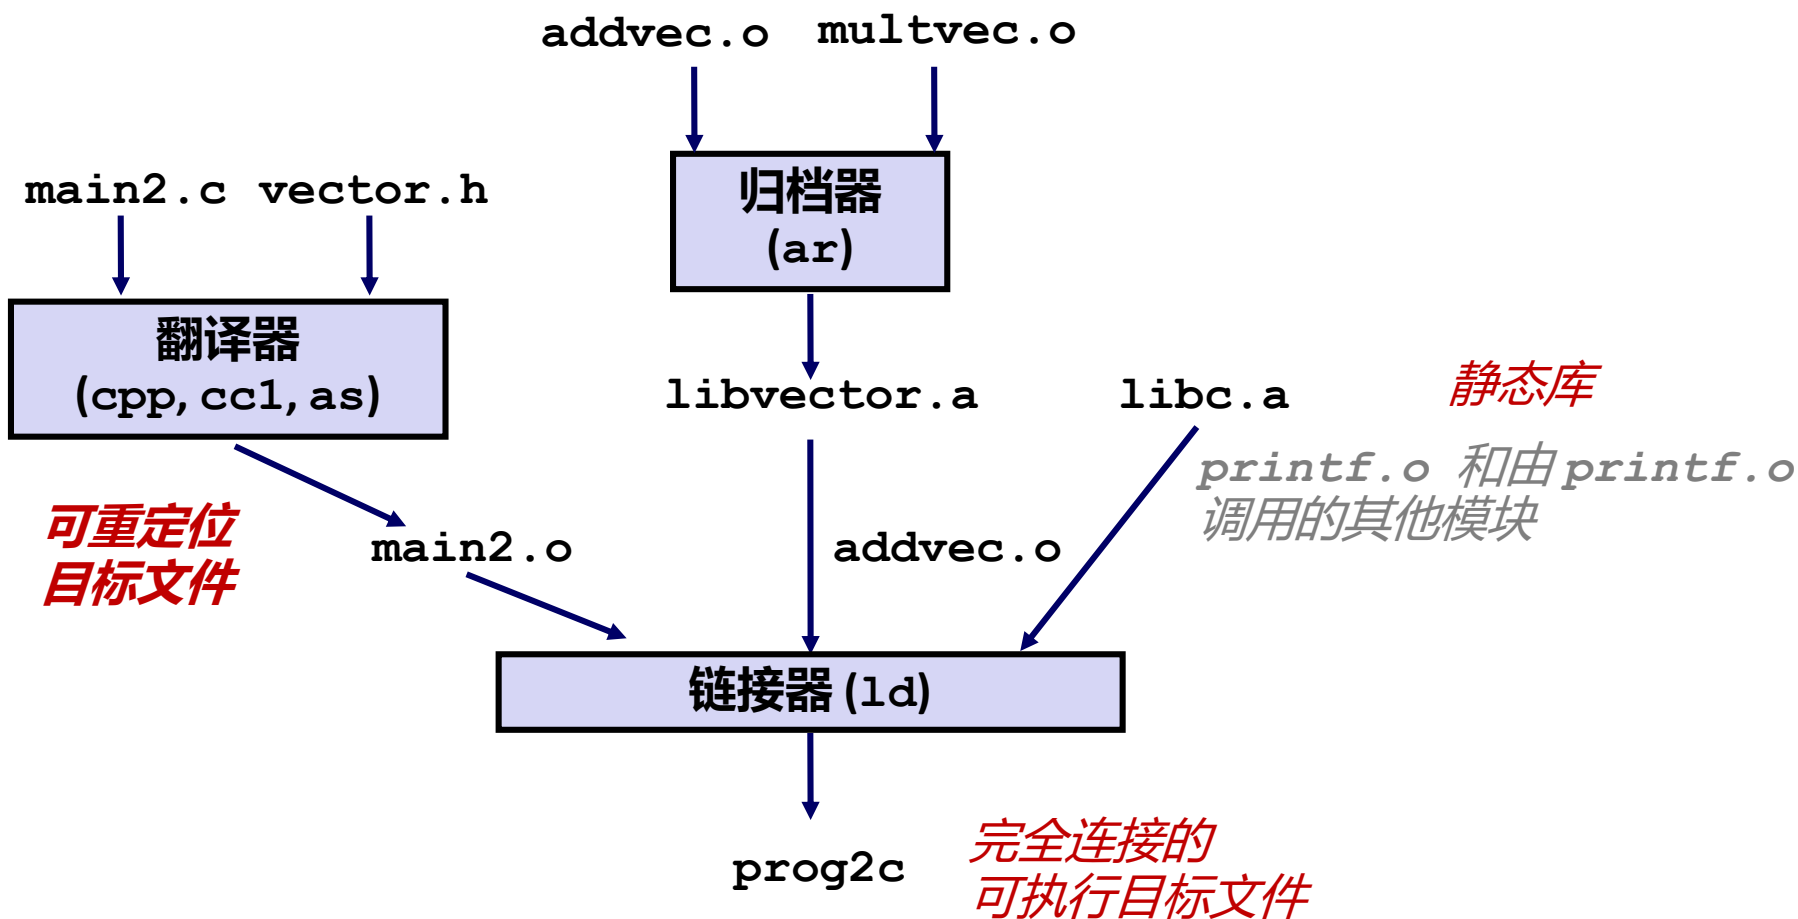 addvec.o multvec.o
main2.c vector.h
归档器
(ar)
翻译器
(cpp, cc1, as)
libvector.a libc.a 静态库
printf.o 和由 printf.o
调用的其他模块
可重定位
目标文件
main2.o addvec.o
链接器 (ld)
prog2c
完全连接的
可执行目标文件